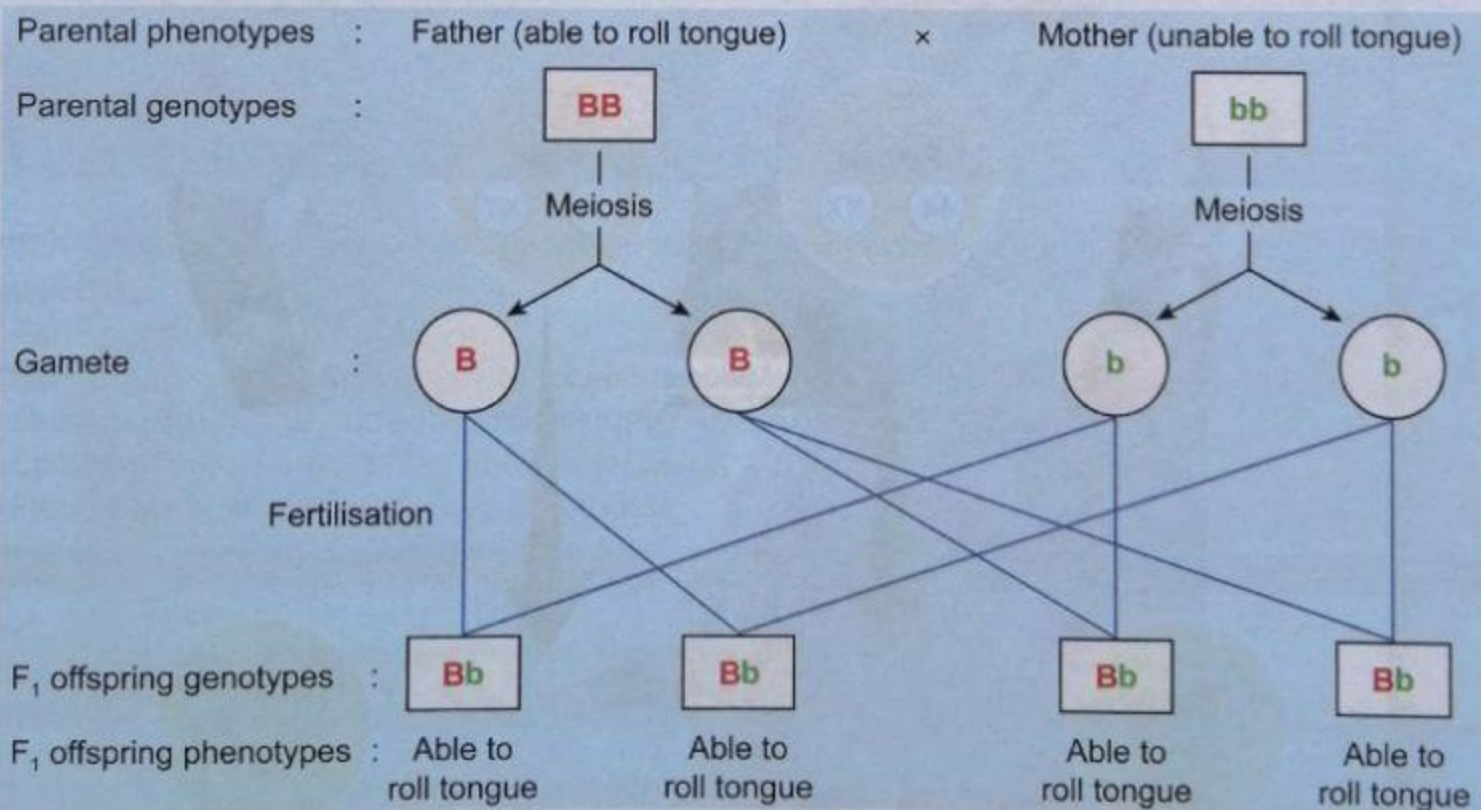 Parental phenotypes : Father (able to roll tongue) × Mother (unable to roll tongue)
Parental genotypes : BB bb
Meiosis Meiosis
Gamete : B B b b
Fertilisation
F₁ offspring genotypes : Bb Bb Bb Bb
F₁ offspring phenotypes : Able to Able to Able to Able to
roll tongue roll tongue roll tongue roll tongue